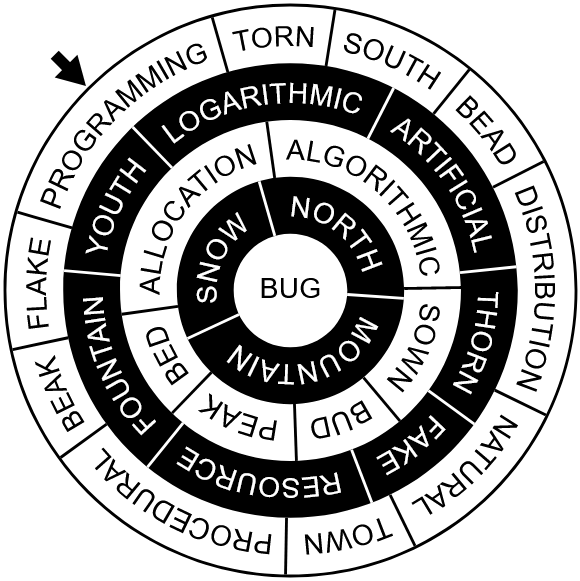 PROGRAMMING
TORN
SOUTH
BEAD
DISTRIBUTION
NATURAL
TOWN
PROCEDURAL
BEAK
FLAKE
YOUTH
LOGARITHMIC
ARTIFICIAL
THORN
FAKE
RESOURCE
FOUNTAIN
ALLOCATION
ALGORITHMIC
SOWN
BUD
PEAK
BED
SNOW
NORTH
MOUNTAIN
BUG